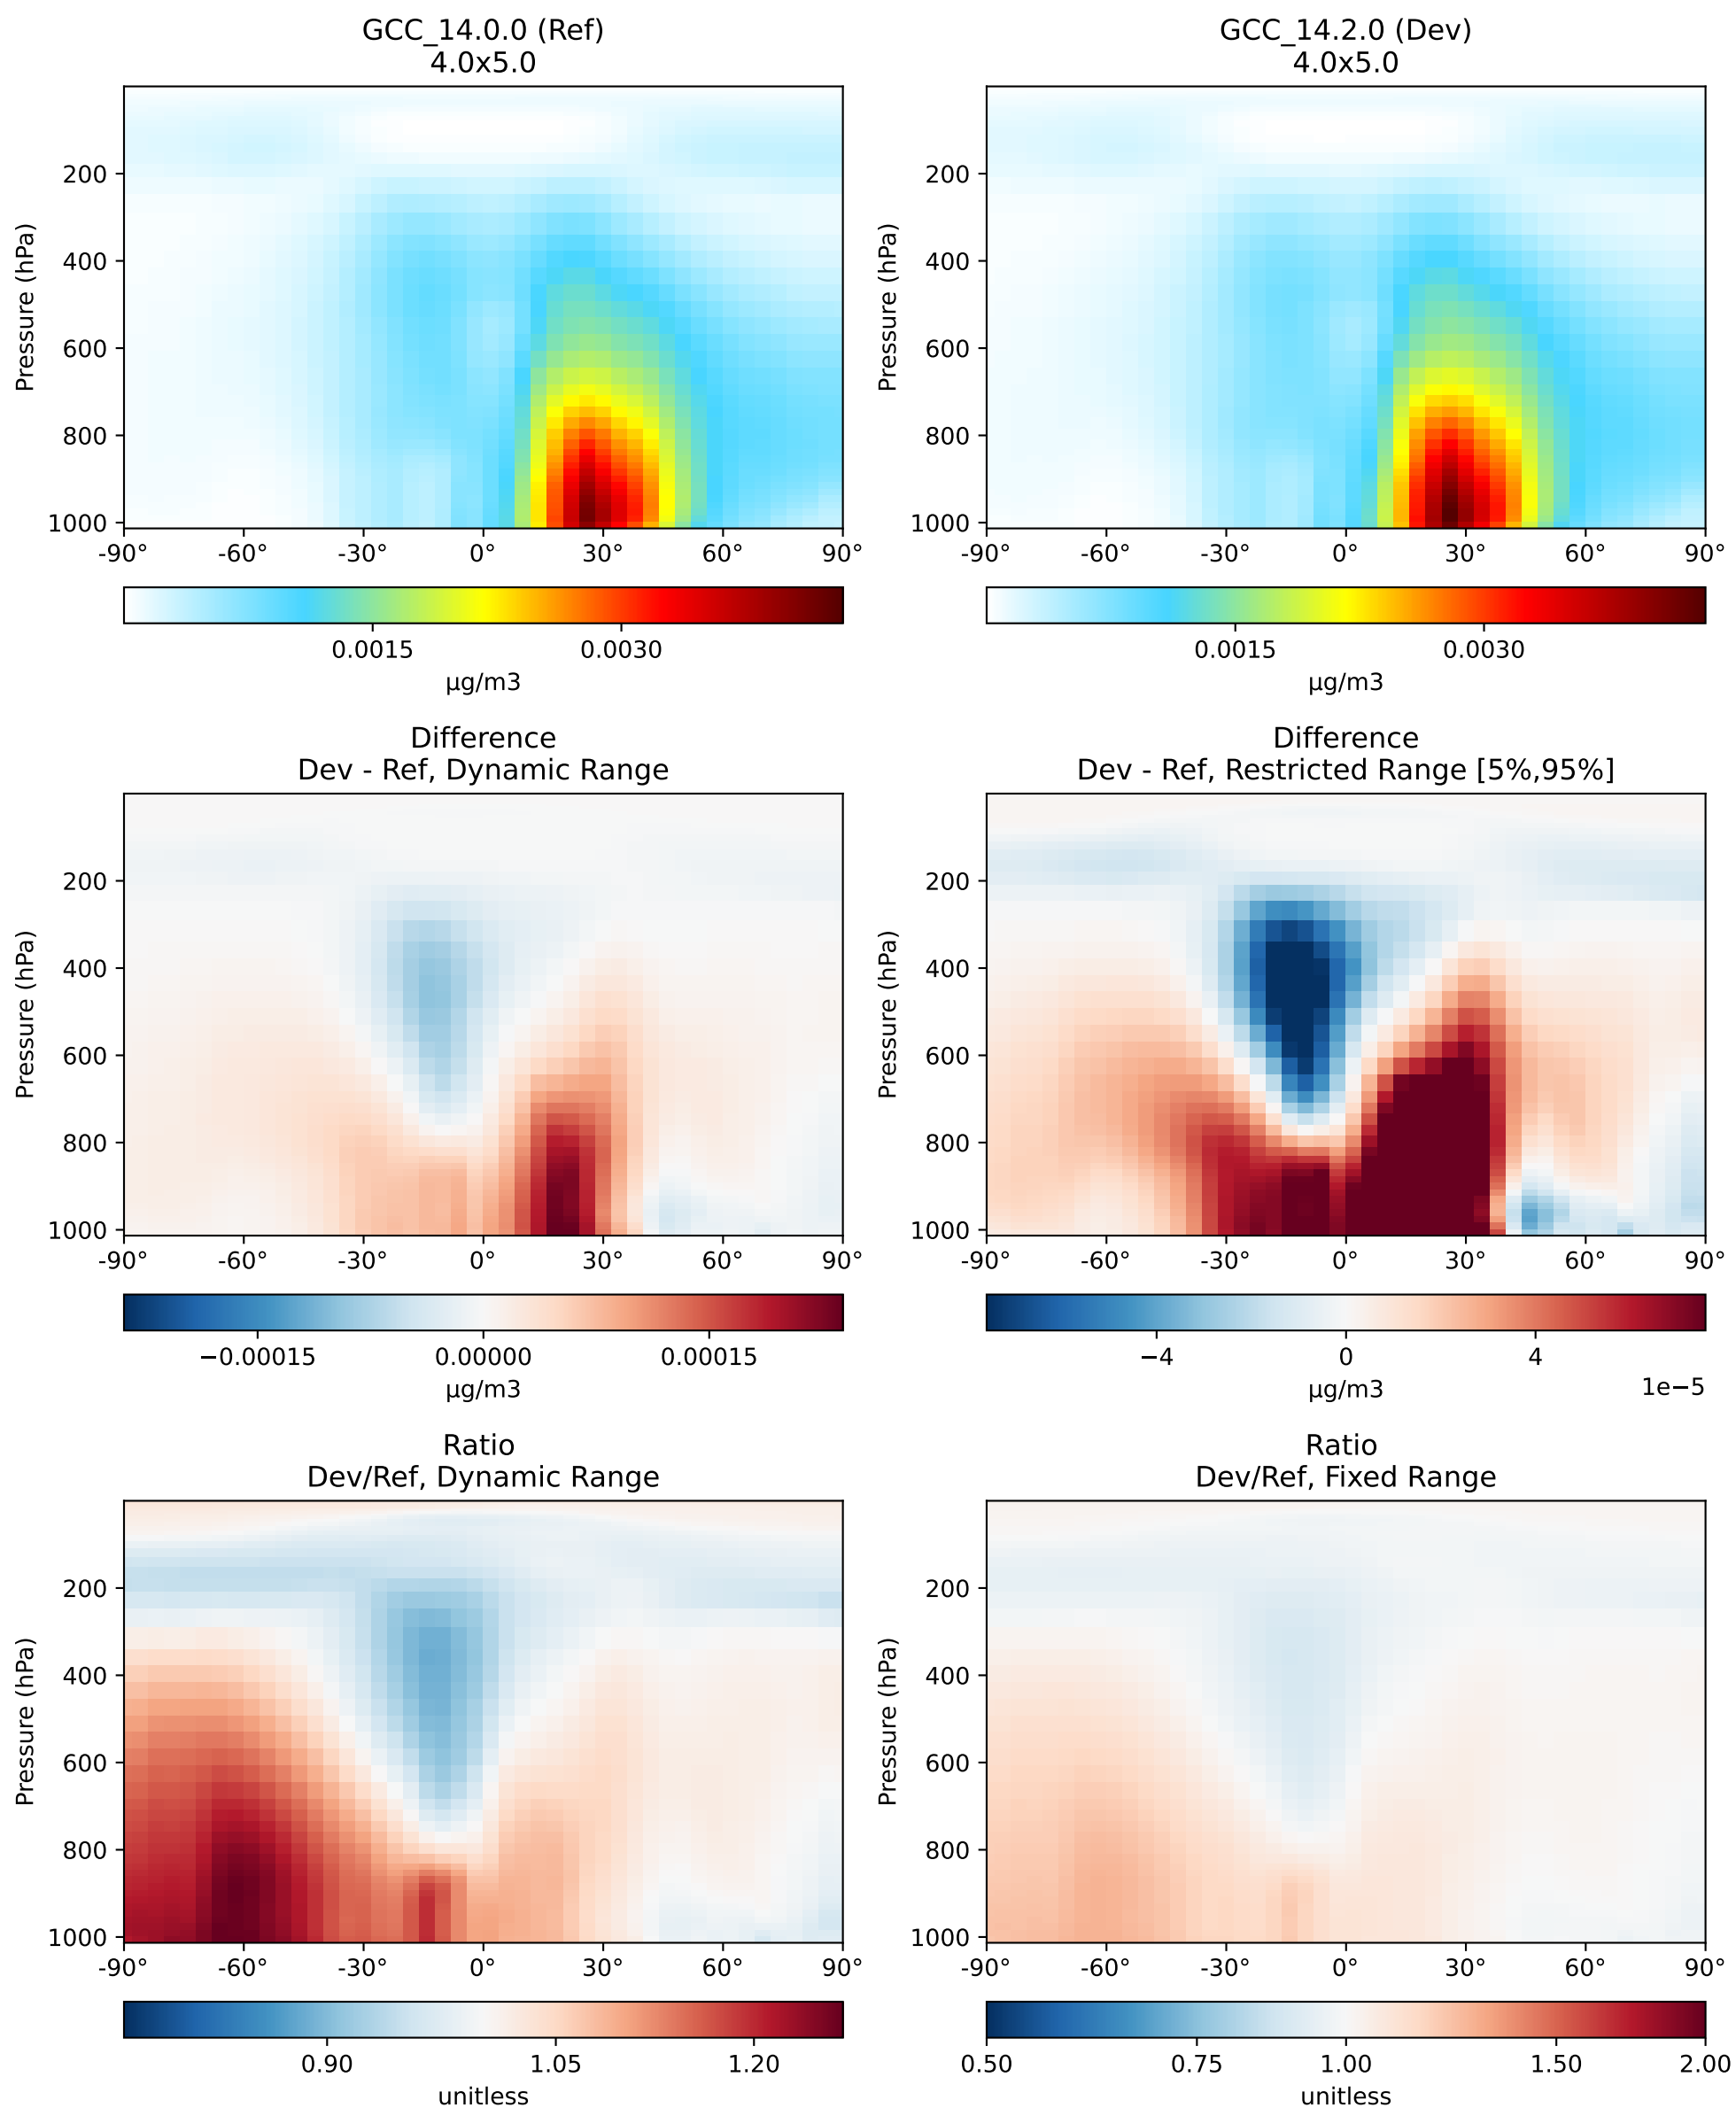 GCC_14.0.0 (Ref)
4.0x5.0
Pressure (hPa)
200
400
600
800
1000
-90° -60° -30° 0° 30° 60° 90°
0.0015 0.0030
µg/m3
GCC_14.2.0 (Dev)
4.0x5.0
Pressure (hPa)
200
400
600
800
1000
-90° -60° -30° 0° 30° 60° 90°
0.0015 0.0030
µg/m3
Difference
Dev - Ref, Dynamic Range
Pressure (hPa)
200
400
600
800
1000
-90° -60° -30° 0° 30° 60° 90°
−0.00015 0.00000 0.00015
µg/m3
Difference
Dev - Ref, Restricted Range [5%,95%]
Pressure (hPa)
200
400
600
800
1000
-90° -60° -30° 0° 30° 60° 90°
−4 0 4
µg/m3
1e−5
Ratio
Dev/Ref, Dynamic Range
Pressure (hPa)
200
400
600
800
1000
-90° -60° -30° 0° 30° 60° 90°
0.90 1.05 1.20
unitless
Ratio
Dev/Ref, Fixed Range
Pressure (hPa)
200
400
600
800
1000
-90° -60° -30° 0° 30° 60° 90°
0.50 0.75 1.00 1.50 2.00
unitless